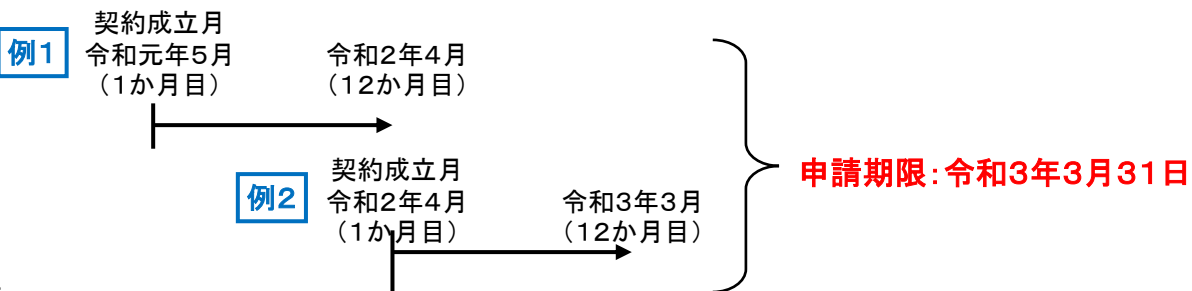 例1
契約成立月
令和元年5月
（1か月目）
令和2年4月
（12か月目）
例2
契約成立月
令和2年4月
（1か月目）
令和3年3月
（12か月目）
申請期限：令和3年3月31日